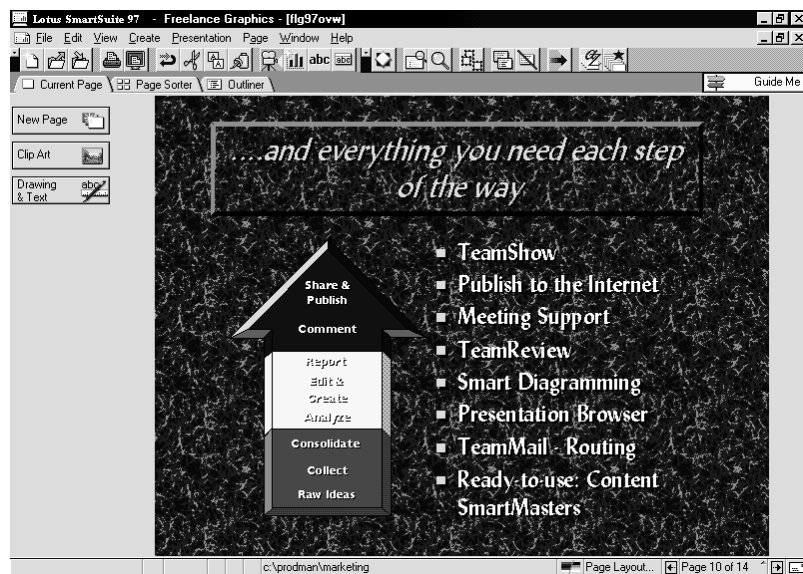 Lotus SmartSuite 97 - Freelance Graphics - [flg97ovw]
File Edit View Create Presentation Page Window Help
abc
Current Page Page Sorter Outliner
Guide Me
New Page
Clip Art
Drawing & Text
abc
....and everything you need each step
of the way
Share &
Publish
Comment
Report
Edit &
Create
Analyze
Consolidate
Collect
Raw Ideas
TeamShow
Publish to the Internet
Meeting Support
TeamReview
Smart Diagramming
Presentation Browser
TeamMail - Routing
Ready-to-use: Content
SmartMasters
c:\prodman\marketing
Page Layout... Page 10 of 14